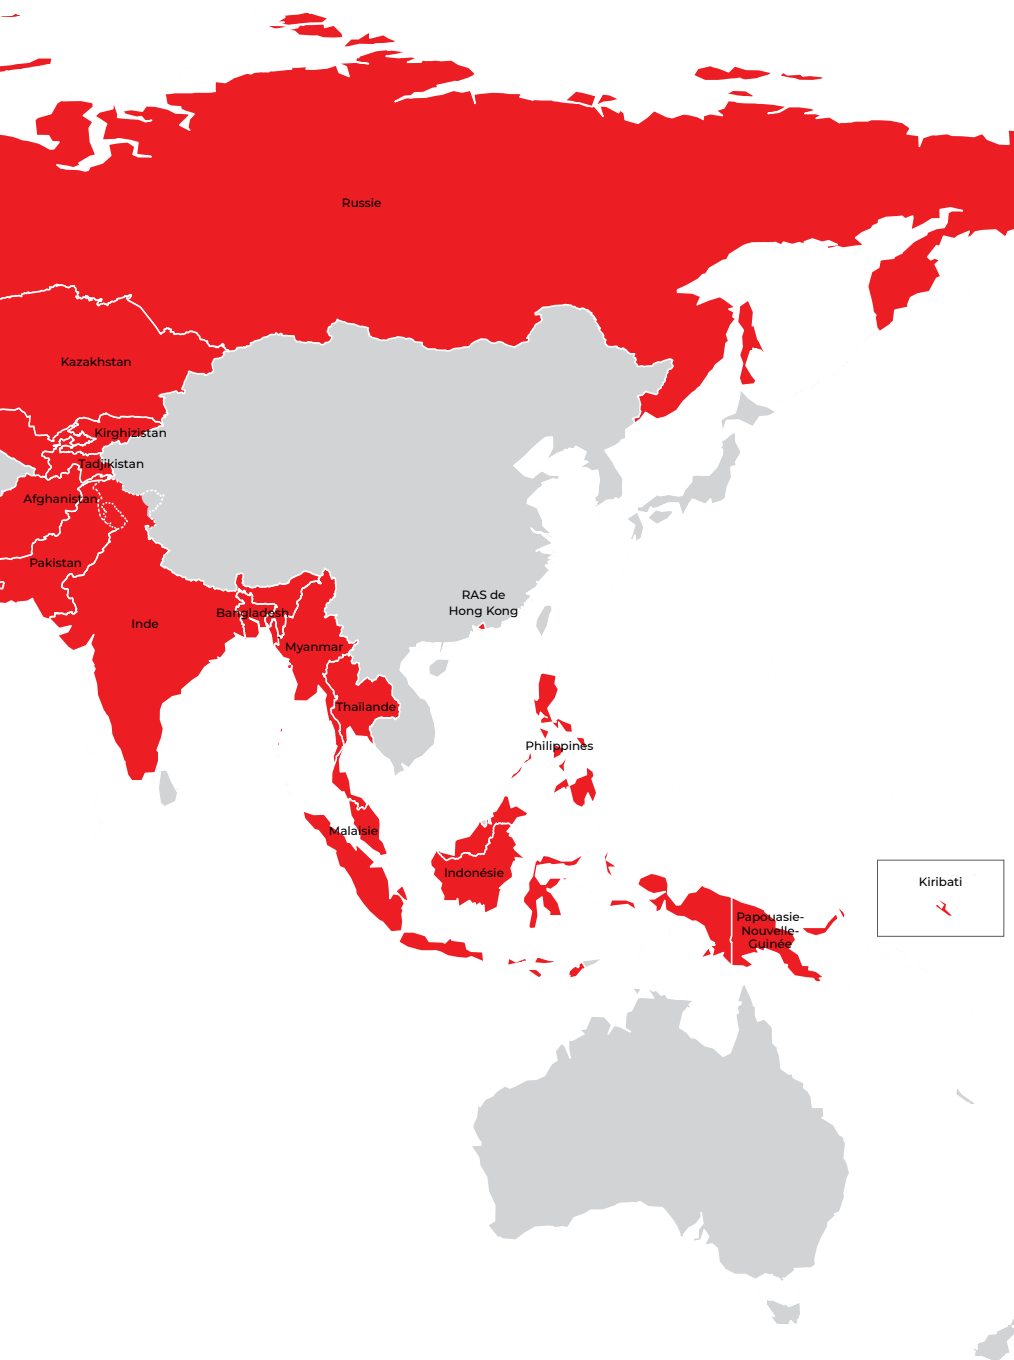 Russie
Kazakhstan
Kirghizistan
Tadjikistan
Afghanistan
Pakistan
Inde
Bangladesh
Myanmar
RAS de
Hong Kong
Thaïlande
Philippines
Malaisie
Indonésie
Kiribati
Papouasie-
Nouvelle-
Guinée